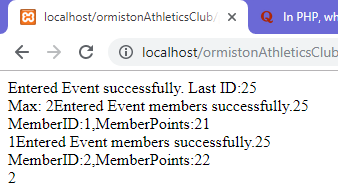 localhost/ormistonAthleticsClub/
In PHP, wh
localhost/ormistonAthleticsClub
Entered Event successfully. Last ID:25
Max: 2Entered Event members successfully.25
MemberID:1,MemberPoints:21
1Entered Event members successfully.25
MemberID:2,MemberPoints:22
2